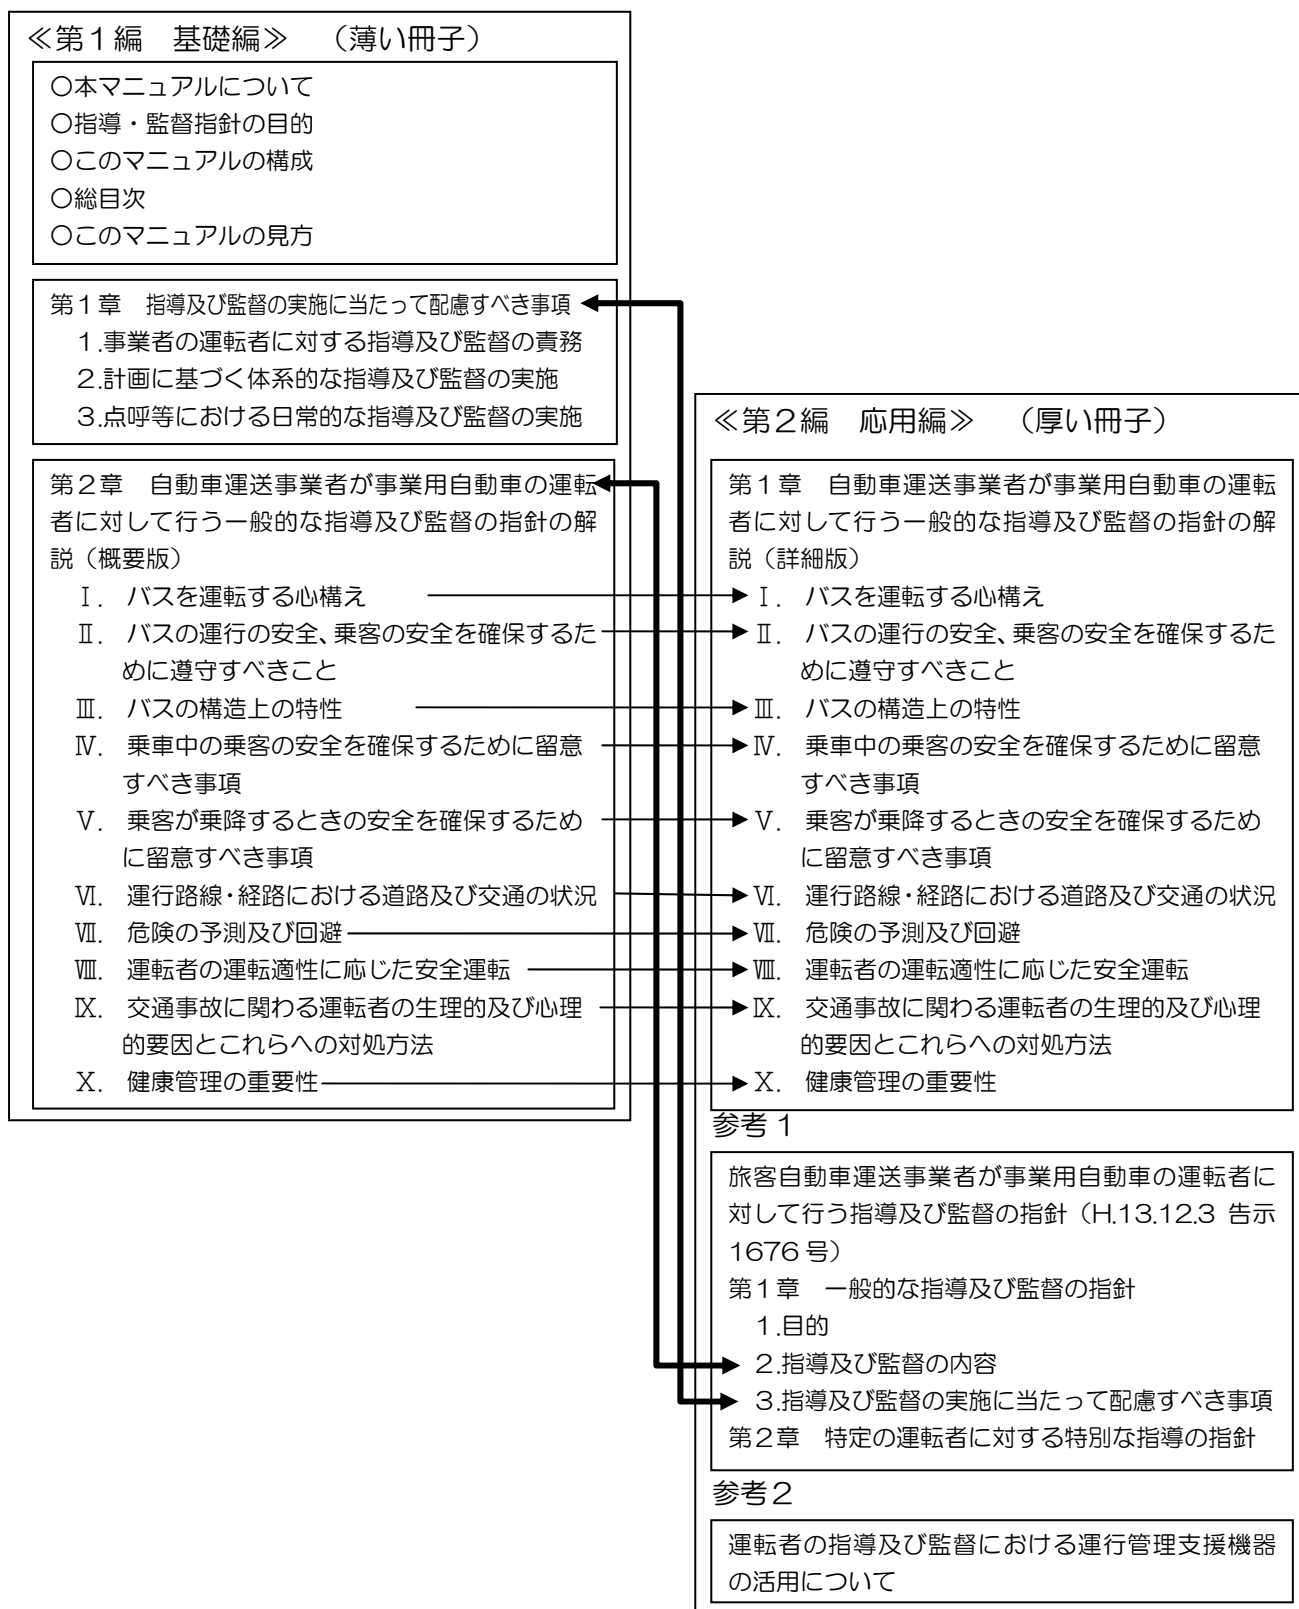 ≪第1編　基礎編≫　（薄い冊子）
○本マニュアルについて
○指導・監督指針の目的
○このマニュアルの構成
○総目次
○このマニュアルの見方
第1章　指導及び監督の実施に当たって配慮すべき事項
1.事業者の運転者に対する指導及び監督の責務
2.計画に基づく体系的な指導及び監督の実施
3.点呼等における日常的な指導及び監督の実施
第2章　自動車運送事業者が事業用自動車の運転
者に対して行う一般的な指導及び監督の指針の解
説（概要版）
Ⅰ.　バスを運転する心構え
Ⅱ.　バスの運行の安全、乗客の安全を確保するた
めに遵守すべきこと
Ⅲ.　バスの構造上の特性
Ⅳ.　乗車中の乗客の安全を確保するために留意
すべき事項
Ⅴ.　乗客が乗降するときの安全を確保するため
に留意すべき事項
Ⅵ.　運行路線・経路における道路及び交通の状況
Ⅶ.　危険の予測及び回避
Ⅷ.　運転者の運転適性に応じた安全運転
Ⅸ.　交通事故に関わる運転者の生理的及び心理
的要因とこれらへの対処方法
Ⅹ.　健康管理の重要性
≪第2編　応用編≫　（厚い冊子）
第1章　自動車運送事業者が事業用自動車の運転
者に対して行う一般的な指導及び監督の指針の解
説（詳細版）
Ⅰ.　バスを運転する心構え
Ⅱ.　バスの運行の安全、乗客の安全を確保するた
めに遵守すべきこと
Ⅲ.　バスの構造上の特性
Ⅳ.　乗車中の乗客の安全を確保するために留意
すべき事項
Ⅴ.　乗客が乗降するときの安全を確保するため
に留意すべき事項
Ⅵ.　運行路線・経路における道路及び交通の状況
Ⅶ.　危険の予測及び回避
Ⅷ.　運転者の運転適性に応じた安全運転
Ⅸ.　交通事故に関わる運転者の生理的及び心理
的要因とこれらへの対処方法
Ⅹ.　健康管理の重要性
参考1
旅客自動車運送事業者が事業用自動車の運転者に
対して行う指導及び監督の指針（H.13.12.3 告示
1676号）
第1章　一般的な指導及び監督の指針
1.目的
2.指導及び監督の内容
3.指導及び監督の実施に当たって配慮すべき事項
第2章　特定の運転者に対する特別な指導の指針
参考2
運転者の指導及び監督における運行管理支援機器
の活用について